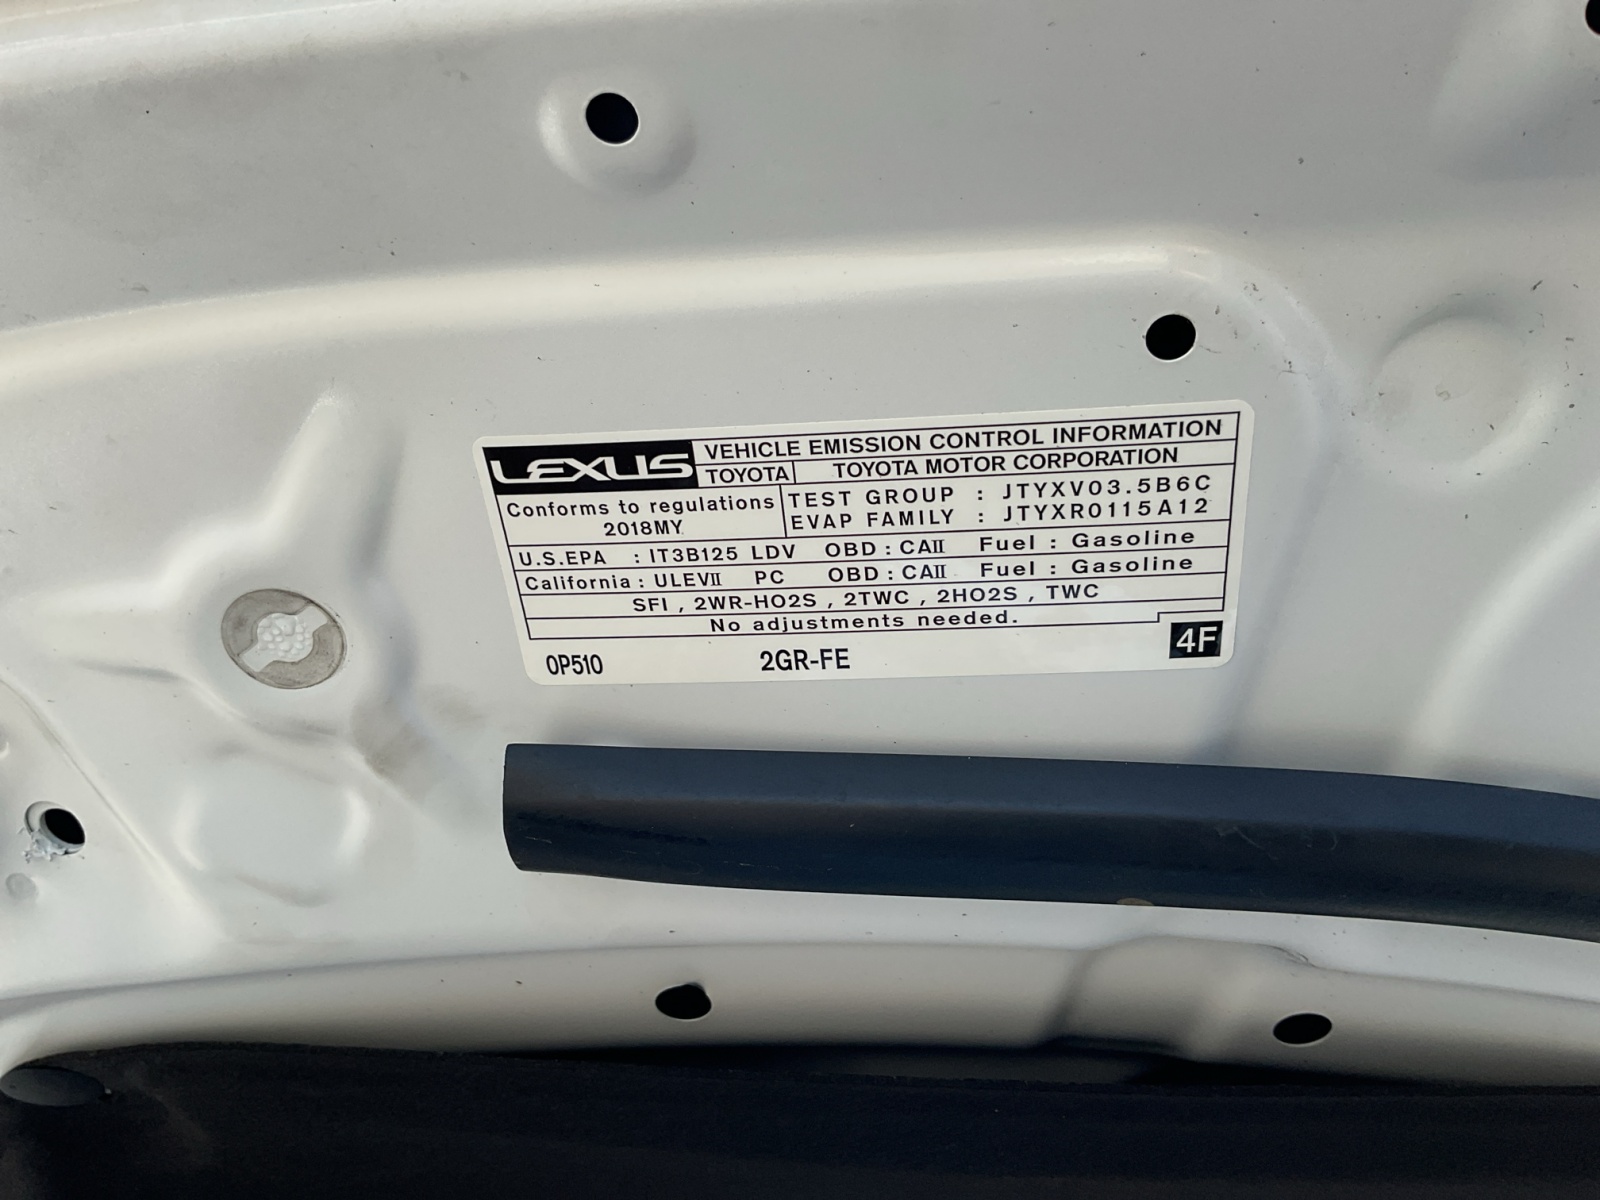 LEXUS VEHICLE EMISSION CONTROL INFORMATION
TOYOTA TOYOTA MOTOR CORPORATION
Conforms to regulations
2018MY
TEST GROUP : JTYXV03.5B6C
EVAP FAMILY : JTYXR0115A12
U.S.EPA : IT3B125 LDV OBD : CAII Fuel : Gasoline
California : ULEVII PC OBD : CAII Fuel : Gasoline
SFI , 2WR-HO2S , 2TWC , 2HO2S , TWC
No adjustments needed.
0P510 2GR-FE 4F